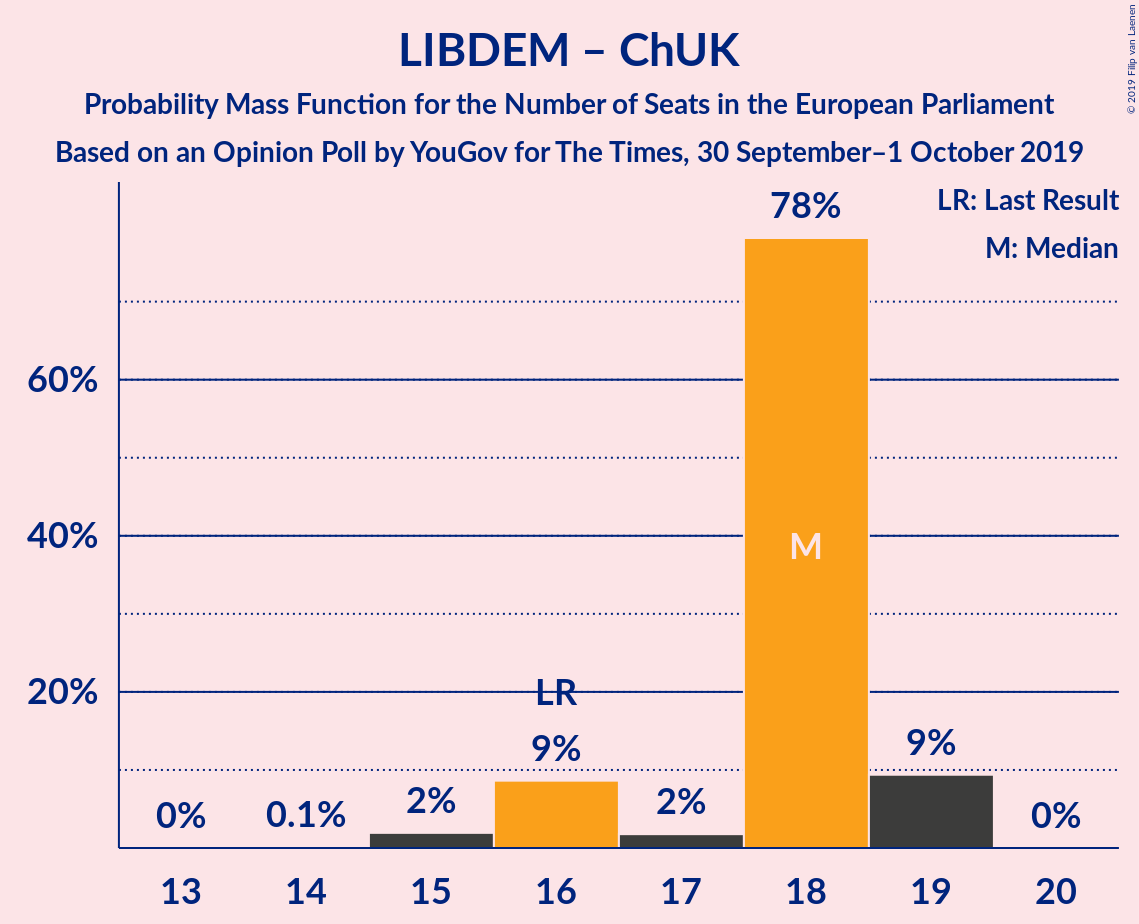 LIBDEM – ChUK
Probability Mass Function for the Number of Seats in the European Parliament
Based on an Opinion Poll by YouGov for The Times, 30 September–1 October 2019
© 2019 Filip van Laenen
LR: Last Result
M: Median
78%
60%
40%
20%
M
LR
0%
0.1%
2%
9%
2%
9%
0%
13 14 15 16 17 18 19 20